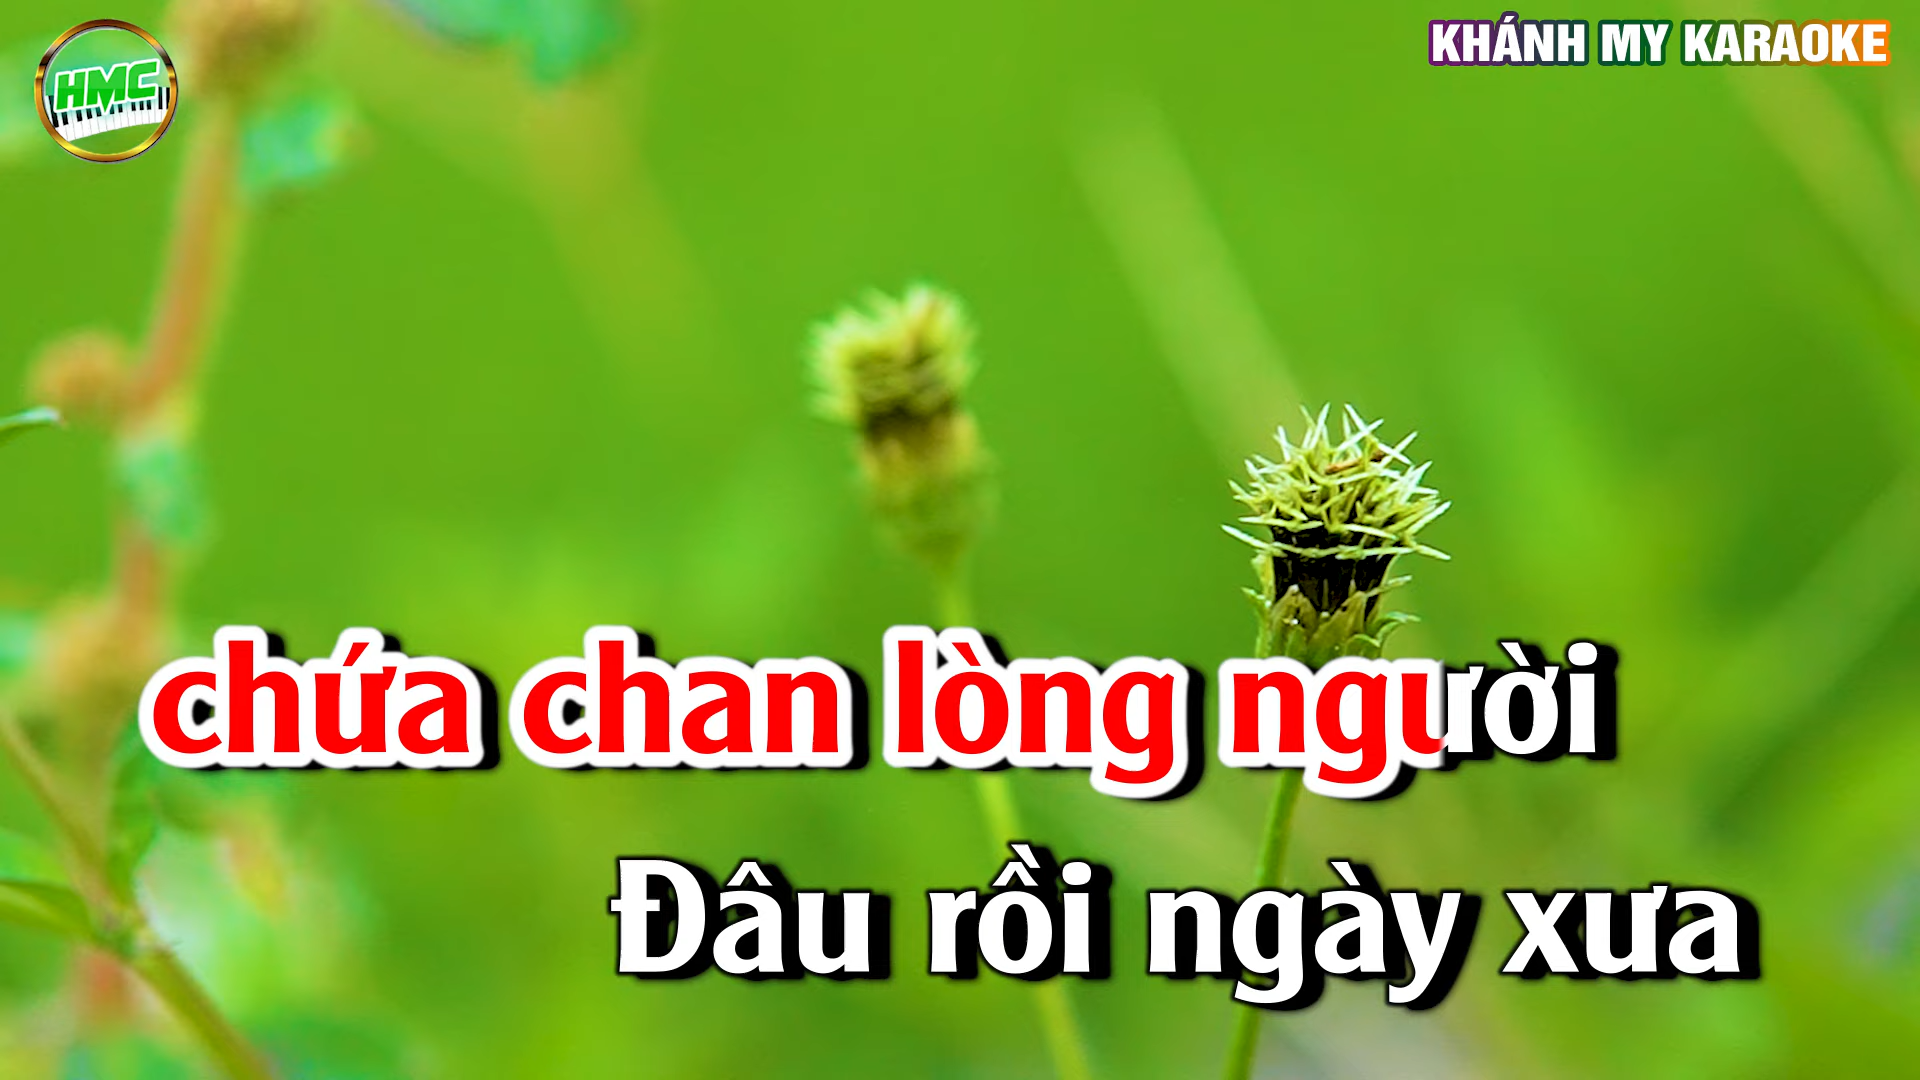 HMC
KHÁNH MY KARAOKE
chứa chan lòng người
Đâu rồi ngày xưa